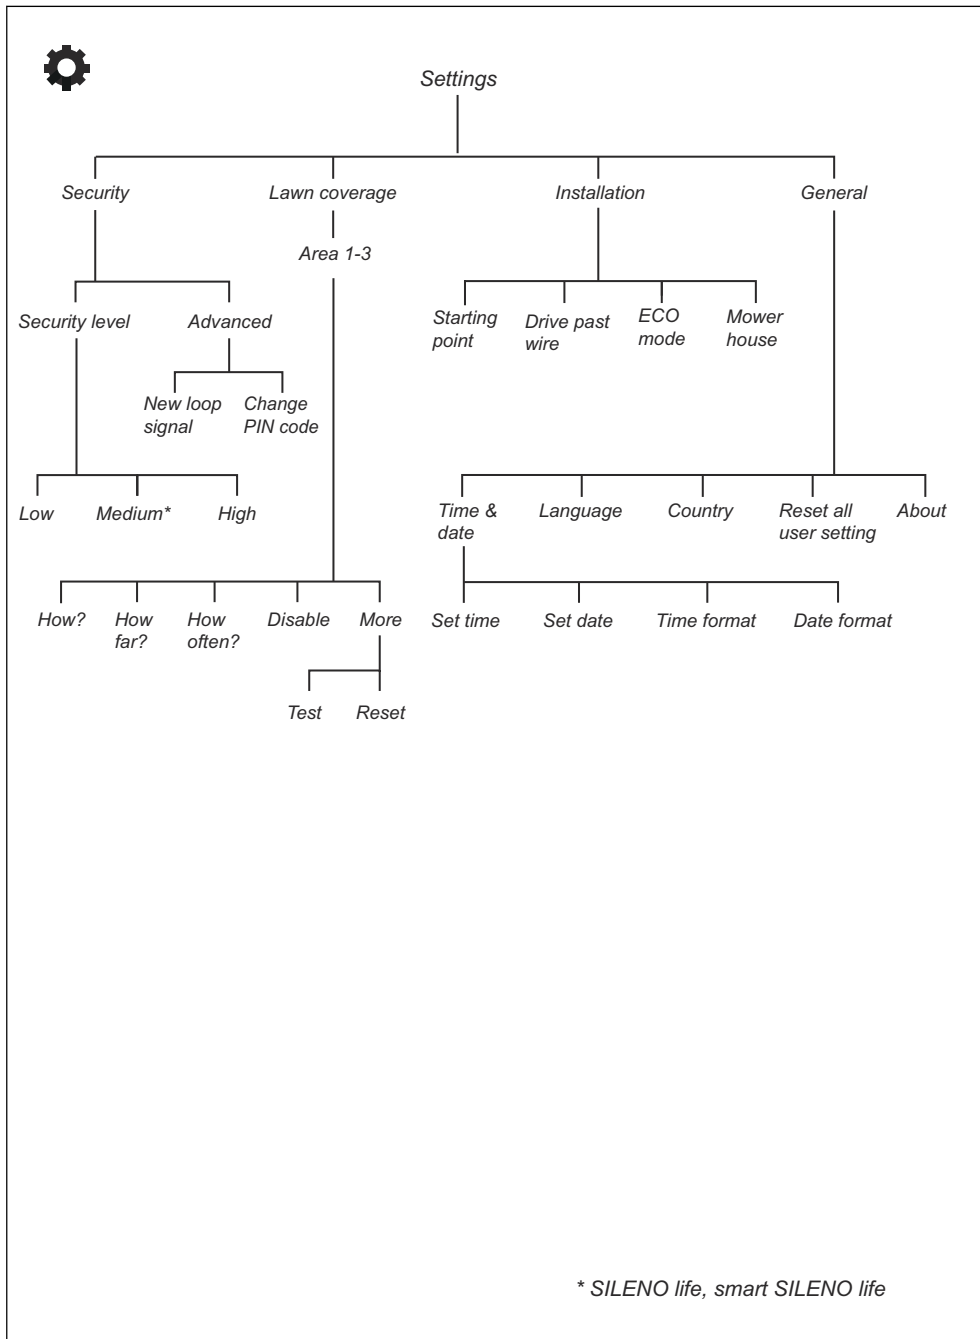 Settings
Security
Lawn coverage
Installation
General
Area 1-3
Security level
Advanced
Starting
point
Drive past
wire
ECO
mode
Mower
house
New loop
signal
Change
PIN code
Low
Medium*
High
Time &
date
Language
Country
Reset all
user setting
About
How?
How
far?
How
often?
Disable
More
Set time
Set date
Time format
Date format
Test
Reset
* SILENO life, smart SILENO life